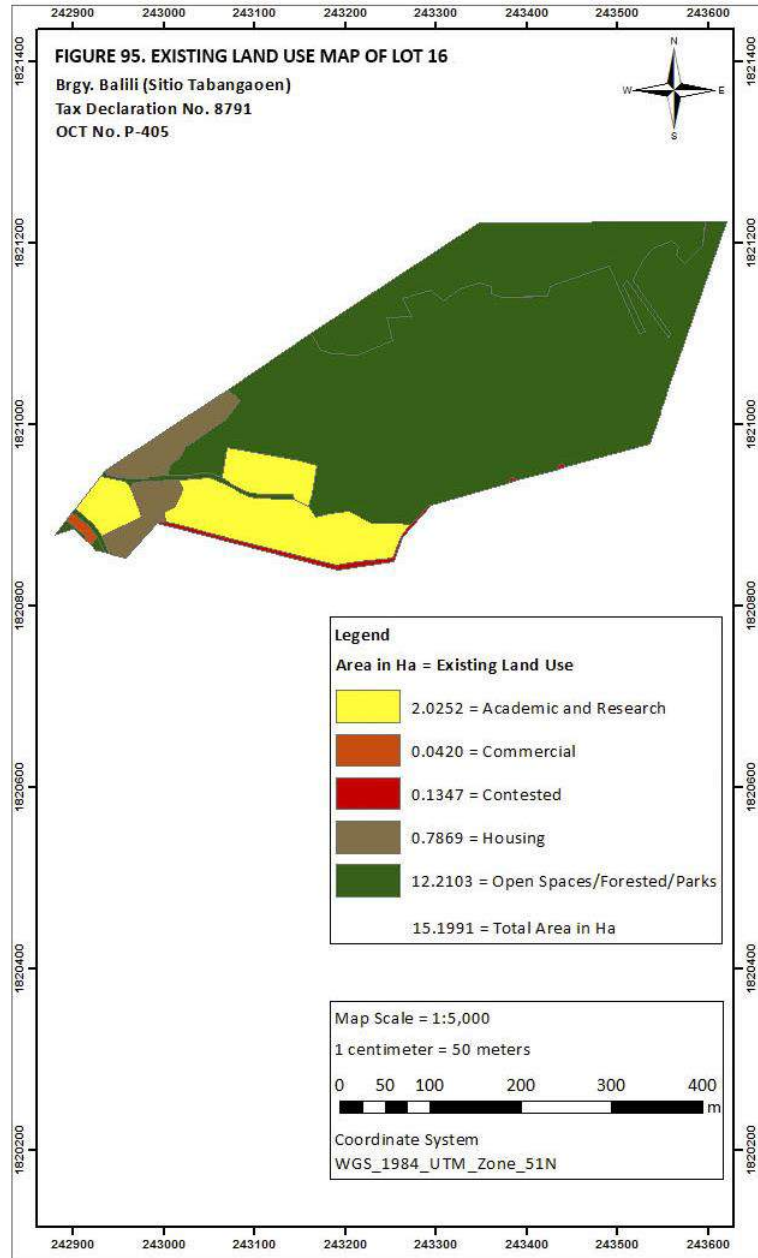 242900 243000 243100 243200 243300 243400 243500 243600
FIGURE 95. EXISTING LAND USE MAP OF LOT 16
Brgy. Balili (Sitio Tabangaoen)
Tax Declaration No. 8791
OCT No. P-405
N
W E
S
1821400 1821400
1821200 1821200
1821000 1821000
1820800 1820800
Legend
Area in Ha = Existing Land Use
2.0252 = Academic and Research
0.0420 = Commercial
0.1347 = Contested
0.7869 = Housing
12.2103 = Open Spaces/Forested/Parks
15.1991 = Total Area in Ha
1820600 1820600
1820400 1820400
Map Scale = 1:5,000
1 centimeter = 50 meters
0 50 100 200 300 400
m
Coordinate System
WGS_1984_UTM_Zone_51N
1820200 1820200
242900 243000 243100 243200 243300 243400 243500 243600